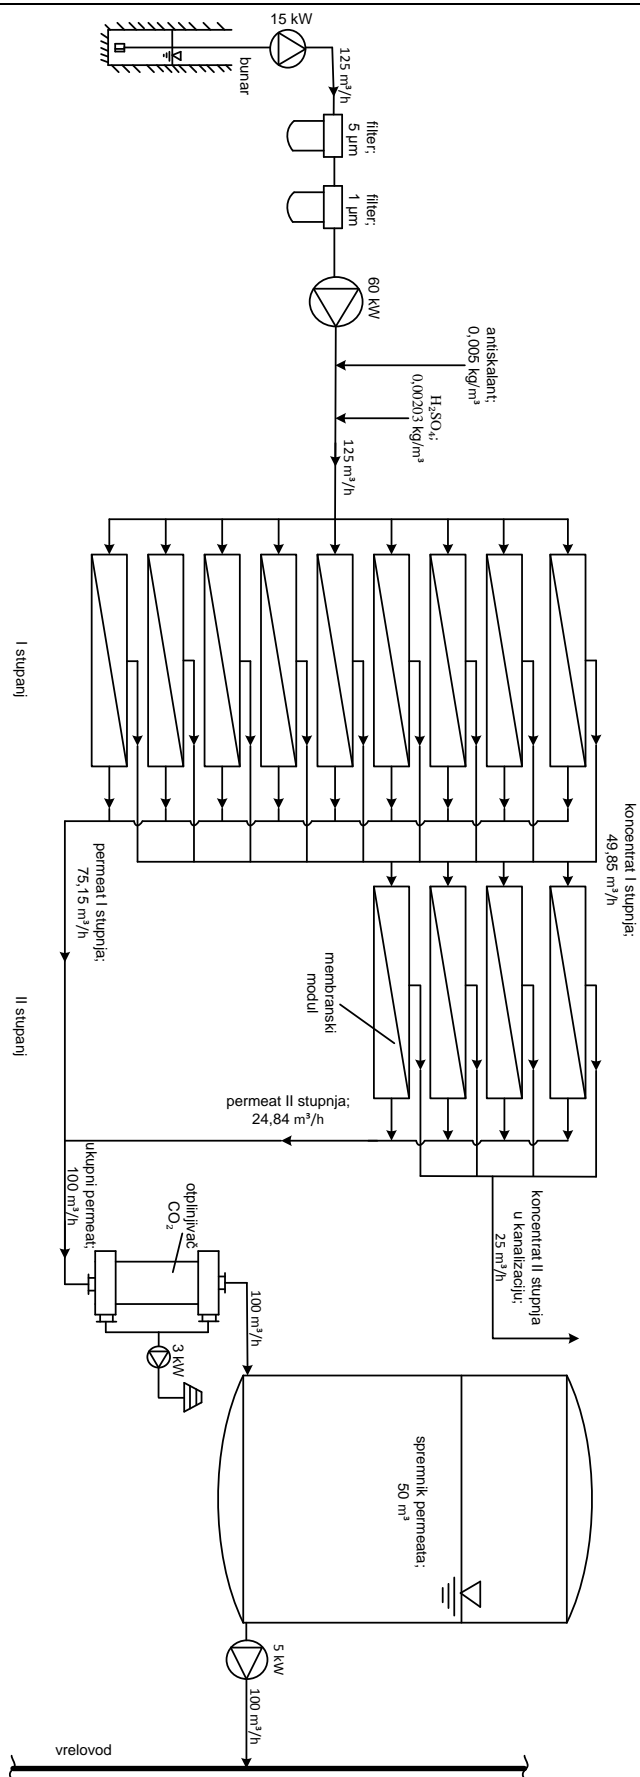 15 kW
bunar
125 m³/h
filter;
5 µm
filter;
1 µm
60 kW
antiskalant;
0,005 kg/m³
H₂SO₄;
0,00203 kg/m³
125 m³/h
I stupanj
koncentrat I stupnja;
49,85 m³/h
permeat I stupnja;
75,15 m³/h
II stupanj
membranski
modul
permeat II stupnja;
24,84 m³/h
koncentrat II stupnja
u kanalizaciju;
25 m³/h
ukupni permeat;
100 m³/h
otplinjivač
CO₂
100 m³/h
3 kW
spremnik permeata;
50 m³
5 kW
100 m³/h
vrelovod